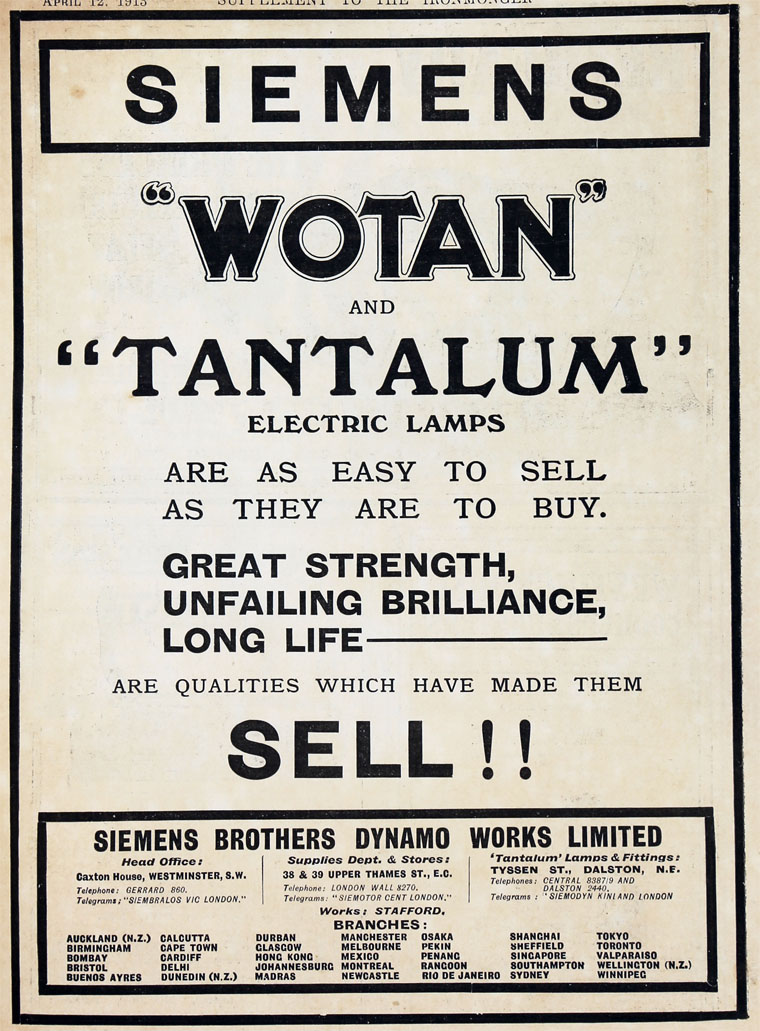 APRIL 12. 1913 SUPPLEMENT TO THE IRONMONGER
SIEMENS
"WOTAN"
AND
"TANTALUM"
ELECTRIC LAMPS
ARE AS EASY TO SELL
AS THEY ARE TO BUY.
GREAT STRENGTH,
UNFAILING BRILLIANCE,
LONG LIFE—
ARE QUALITIES WHICH HAVE MADE THEM
SELL!!
SIEMENS BROTHERS DYNAMO WORKS LIMITED
Head Office:
Caxton House, WESTMINSTER, S.W.
Telephone: GERRARD 860.
Telegrams; "SIEMBRALOS VIC LONDON."
Supplies Dept. & Stores:
38 & 39 UPPER THAMES ST., E.C.
Telephone: LONDON WALL 8270.
Telegrams: "SIEMOTOR CENT LONDON."
'Tantalum' Lamps & Fittings:
TYSSEN ST., DALSTON, N.E.
Telephones: CENTRAL 8387/9 AND
DALSTON 2440.
Telegrams: "SIEMODYN KINLAND LONDON
Works: STAFFORD.
BRANCHES:
AUCKLAND (N.Z.) CALCUTTA DURBAN MANCHESTER OSAKA SHANGHAI TOKYO
BIRMINGHAM CAPE TOWN GLASGOW MELBOURNE PEKIN SHEFFIELD TORONTO
BOMBAY CARDIFF HONG KONG MEXICO PENANG SINGAPORE VALPARAISO
BRISTOL DELHI JOHANNESBURG MONTREAL RANGOON SOUTHAMPTON WELLINGTON (N.Z.)
BUENOS AYRES DUNEDIN (N.Z.) MADRAS NEWCASTLE RIO DE JANEIRO SYDNEY WINNIPEG